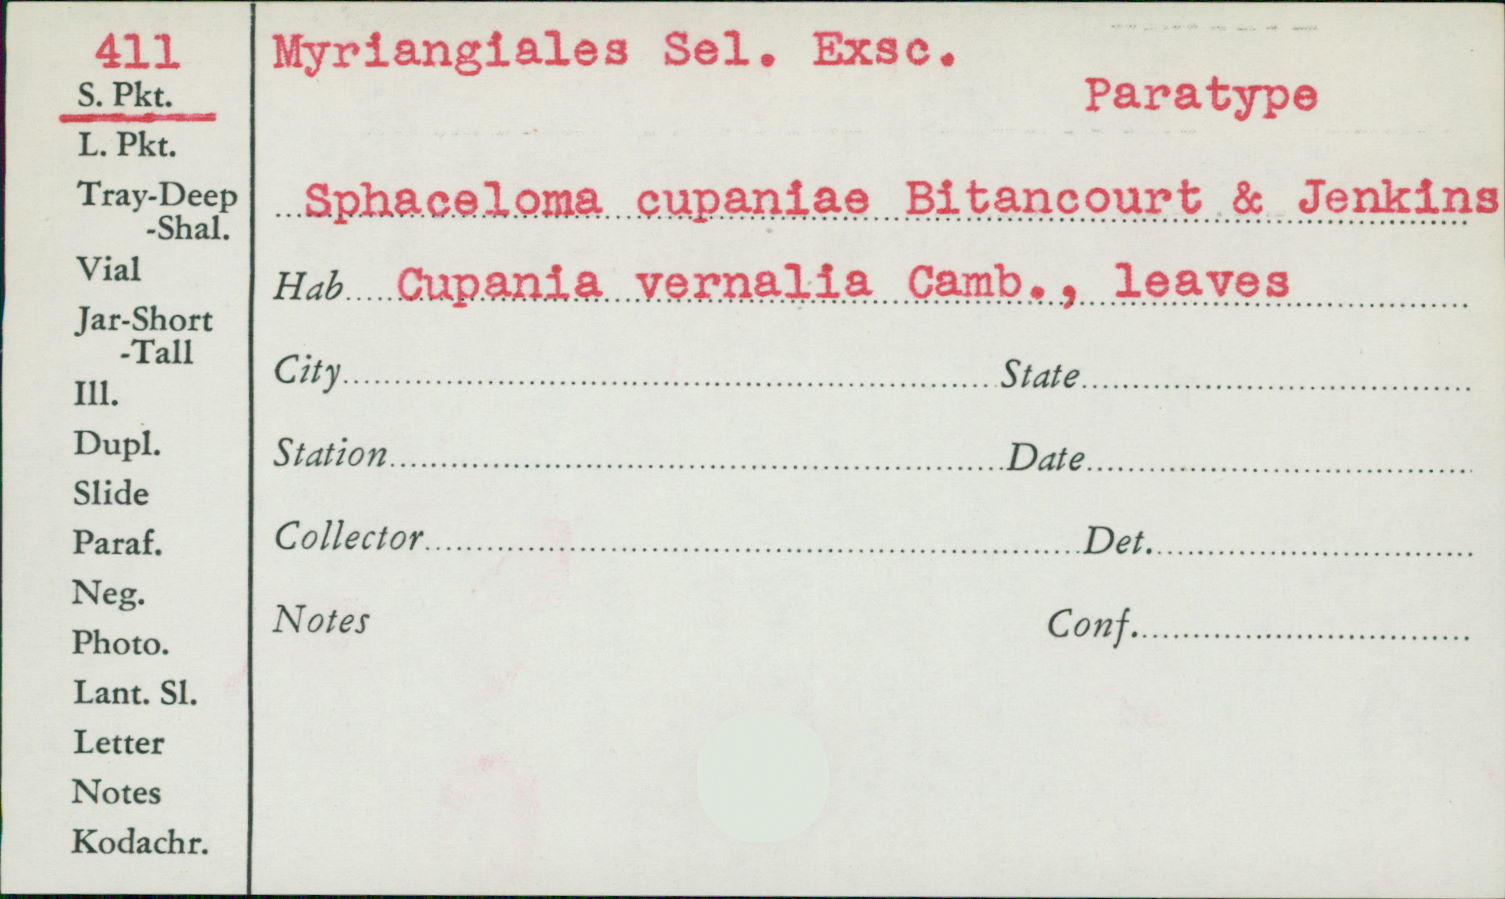 411
S. Pkt.
L. Pkt.
Tray-Deep
-Shal.
Vial
Jar-Short
-Tall
Ill.
Dupl.
Slide
Paraf.
Neg.
Photo.
Lant. Sl.
Letter
Notes
Kodachr.
Myriangiales Sel. Exsc.
Paratype
Sphaceloma cupaniae Bitancourt & Jenkins
Hab Cupania vernalia Camb., leaves
City State
Station Date
Collector Det.
Notes Conf.